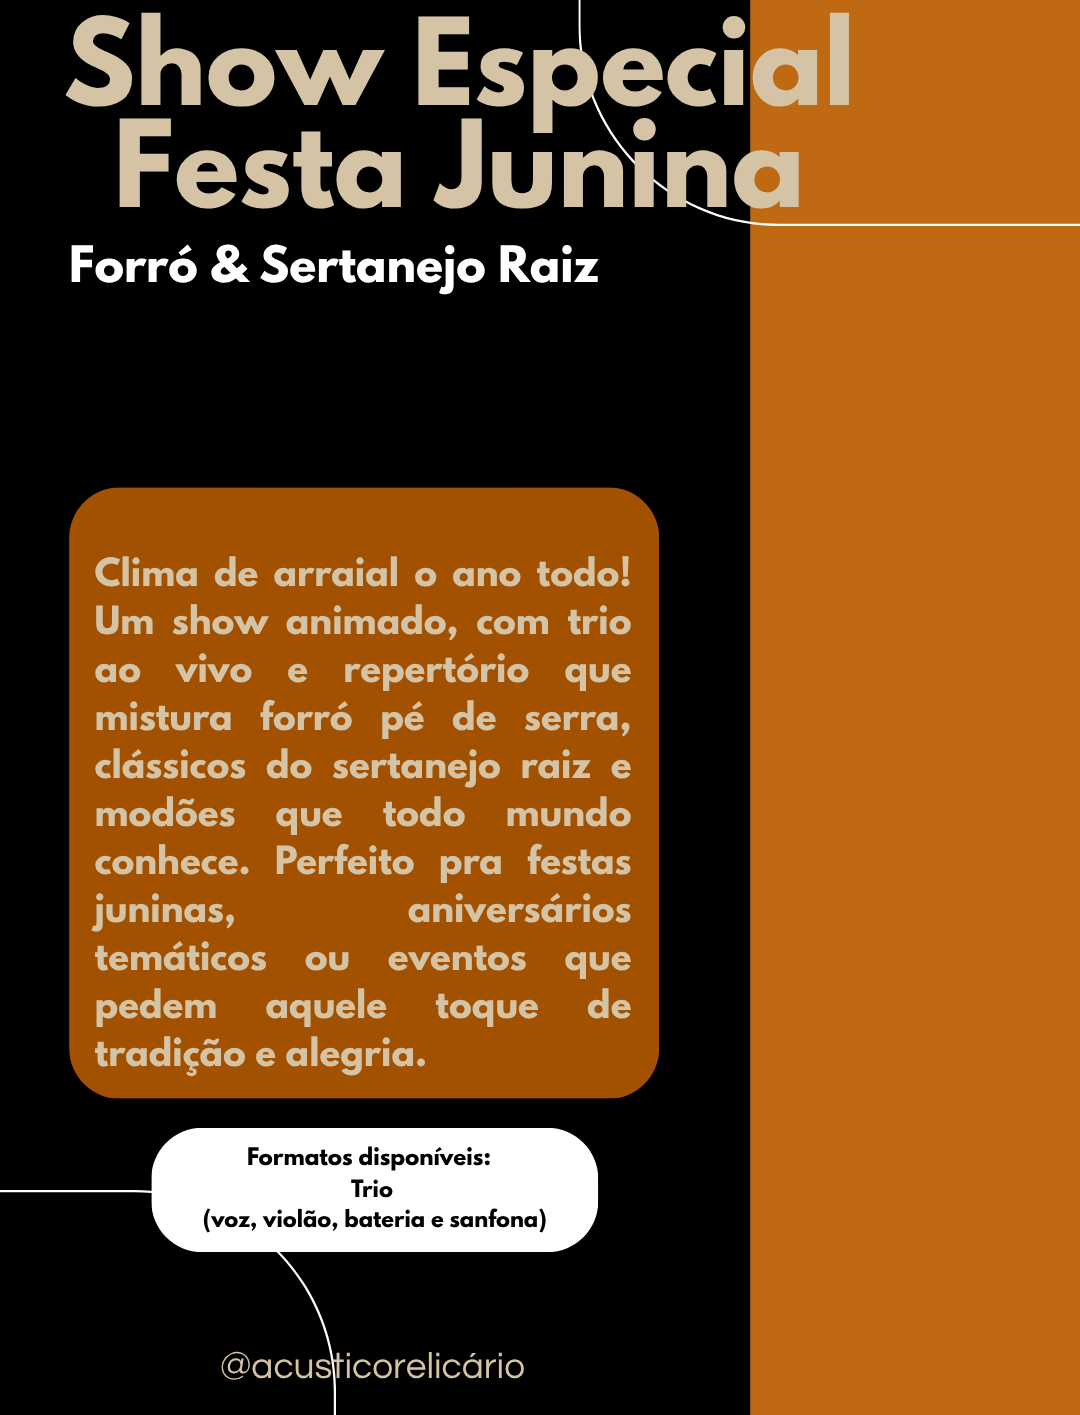 Show Especial
Festa Junina
Forró & Sertanejo Raiz
Clima de arraial o ano todo!
Um show animado, com trio
ao vivo e repertório que
mistura forró pé de serra,
clássicos do sertanejo raiz e
modões que todo mundo
conhece. Perfeito pra festas
juninas, aniversários
temáticos ou eventos que
pedem aquele toque de
tradição e alegria.
Formatos disponíveis:
Trio
(voz, violão, bateria e sanfona)
@acusticorelicário